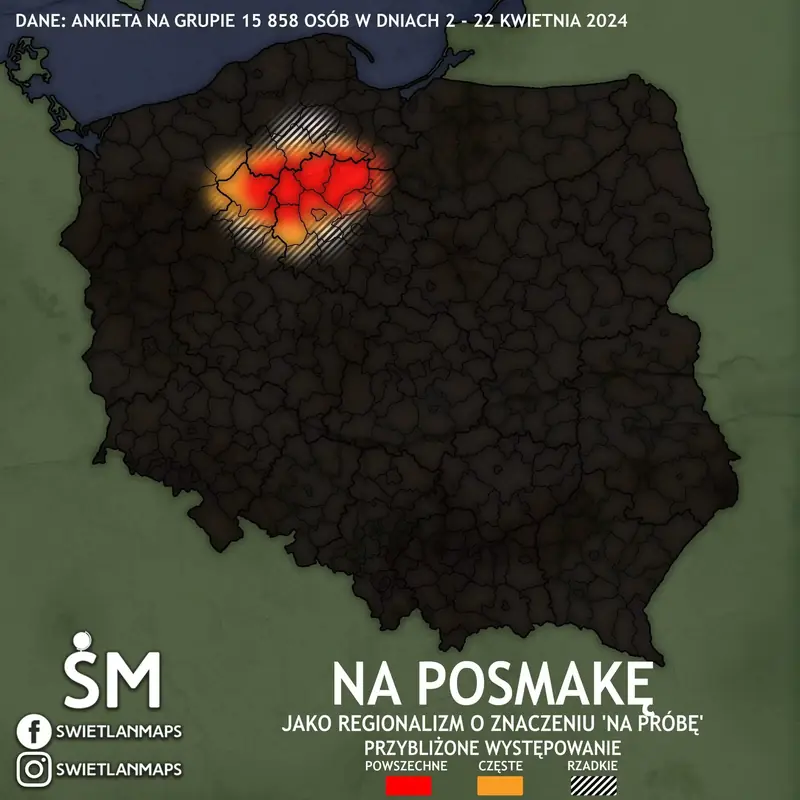 DANE: ANKIETA NA GRUPIE 15 858 OSÓB W DNIACH 2 - 22 KWIETNIA 2024
ŚM
SWIETLANMAPS
SWIETLANMAPS
NA POSMAKĘ
JAKO REGIONALIZM O ZNACZENIU 'NA PRÓBĘ'
PRZYBLIŻONE WYSTĘPOWANIE
POWSZECHNE CZĘSTE RZADKIE